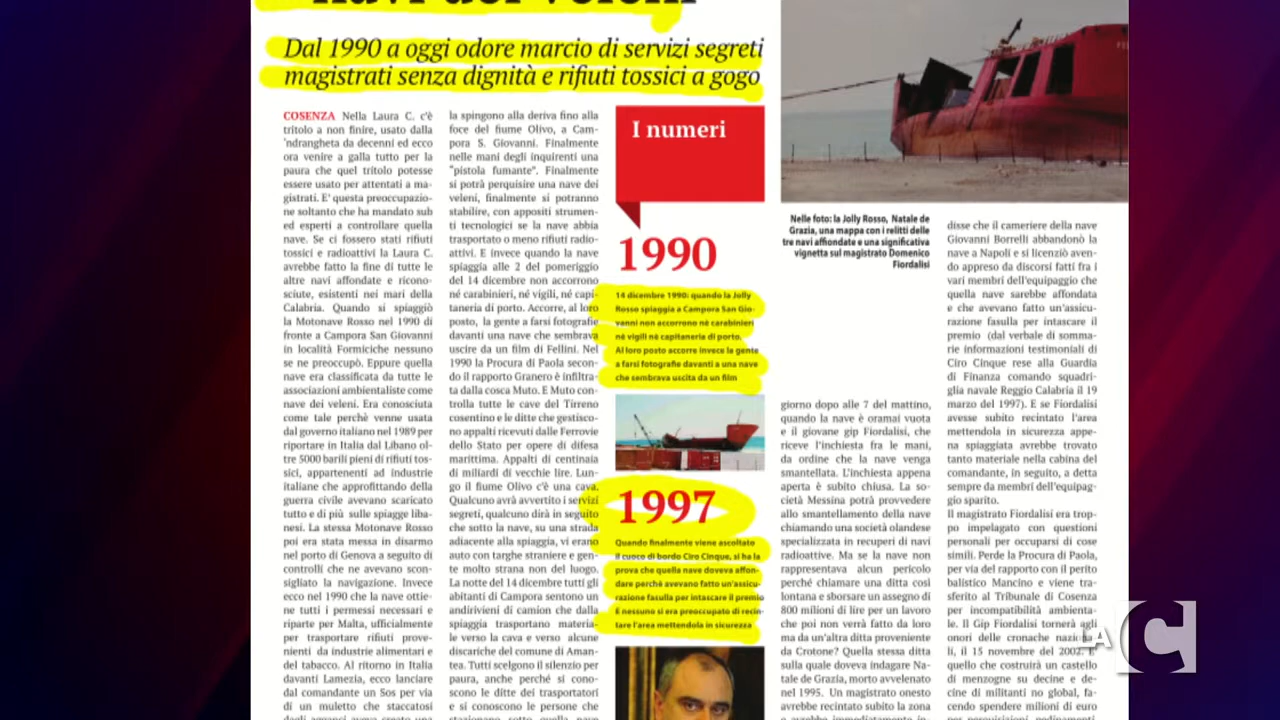 navi dei veleni
Dal 1990 a oggi odore marcio di servizi segreti
magistrati senza dignità e rifiuti tossici a gogo
COSENZA Nella Laura C. c'è
tritolo a non finire, usato dalla
'ndrangheta da decenni ed ecco
ora venire a galla tutto per la
paura che quel tritolo potesse
essere usato per attentati a ma-
gistrati. E' questa preoccupazio-
ne soltanto che ha mandato sub
ed esperti a controllare quella
nave. Se ci fossero stati rifiuti
tossici e radioattivi la Laura C.
avrebbe fatto la fine di tutte le
altre navi affondate e ricono-
sciute, esistenti nei mari della
Calabria. Quando si spiaggiò
la Motonave Rosso nel 1990 di
fronte a Campora San Giovanni
in località Formiciche nessuno
se ne preoccupò. Eppure quella
nave era classificata da tutte le
associazioni ambientaliste come
nave dei veleni. Era conosciuta
come tale perchè venne usata
dal governo italiano nel 1989 per
riportare in Italia dal Libano ol-
tre 5000 barili pieni di rifiuti tos-
sici, appartenenti ad industrie
italiane che approfittando della
guerra civile avevano scaricato
tutto e di più sulle spiagge liba-
nesi. La stessa Motonave Rosso
poi era stata messa in disarmo
nel porto di Genova a seguito di
controlli che ne avevano scon-
sigliato la navigazione. Invece
ecco nel 1990 che la nave ottie-
ne tutti i permessi necessari e
riparte per Malta, ufficialmente
per trasportare rifiuti prove-
nienti da industrie alimentari e
del tabacco. Al ritorno in Italia
davanti Lamezia, ecco lanciare
dal comandante un Sos per via
di un muletto che staccatosi
dagli agganci aveva creato una
la spingono alla deriva fino alla
foce del fiume Olivo, a Cam-
pora S. Giovanni. Finalmente
nelle mani degli inquirenti una
"pistola fumante". Finalmente
si potrà perquisire una nave dei
veleni, finalmente si potranno
stabilire, con appositi strumen-
ti tecnologici se la nave abbia
trasportato o meno rifiuti radio-
attivi. E invece quando la nave
spiaggia alle 2 del pomeriggio
del 14 dicembre non accorrono
né carabinieri, né vigili, né capi-
taneria di porto. Accorre, al loro
posto, la gente a farsi fotografie
davanti una nave che sembrava
uscire da un film di Fellini. Nel
1990 la Procura di Paola secon-
do il rapporto Granero è infiltra-
ta dalla cosca Muto. E Muto con-
trolla tutte le cave del Tirreno
cosentino e le ditte che gestisco-
no appalti ricevuti dalle Ferrovie
dello Stato per opere di difesa
marittima. Appalti di centinaia
di miliardi di vecchie lire. Lun-
go il fiume Olivo c'è una cava.
Qualcuno avrà avvertito i servizi
segreti, qualcuno dirà in seguito
che sotto la nave, su una strada
adiacente alla spiaggia, vi erano
auto con targhe straniere e gen-
te molto strana non del luogo.
La notte del 14 dicembre tutti gli
abitanti di Campora sentono un
andirivieni di camion che dalla
spiaggia trasportano materia-
le verso la cava e verso alcune
discariche del comune di Aman-
tea. Tutti scelgono il silenzio per
paura, anche perché si cono-
scono le ditte dei trasportatori
e si conoscono le persone che
stazionano sotto quella nave
I numeri
1990
14 dicembre 1990: quando la Jolly
Rosso spiaggia a Campora San Gio-
vanni non accorrono né carabinieri
né vigili né capitaneria di porto.
Al loro posto accorre invece la gente
a farsi fotografie davanti a una nave
che sembrava uscita da un film
1997
Quando finalmente viene ascoltato
il cuoco di bordo Ciro Cinque, si ha la
prova che quella nave doveva affon-
dare perché avevano fatto un'assicu-
razione fasulla per intascare il premio
E nessuno si era preoccupato di recin-
tare l'area mettendola in sicurezza
Nelle foto: la Jolly Rosso, Natale de
Grazia, una mappa con i relitti delle
tre navi affiondate e una significativa
vignetta sul magistrato Domenico
Fiordalisi
giorno dopo alle 7 del mattino,
quando la nave è oramai vuota
e il giovane gip Fiordalisi, che
riceve l'inchiesta fra le mani,
da ordine che la nave venga
smantellata. L'inchiesta appena
aperta è subito chiusa. La so-
cietà Messina potrà provvedere
allo smantellamento della nave
chiamando una società olandese
specializzata in recuperi di navi
radioattive. Ma se la nave non
rappresentava alcun pericolo
perché chiamare una ditta così
lontana e sborsare un assegno di
800 milioni di lire per un lavoro
che poi non verrà fatto da loro
ma da un'altra ditta proveniente
da Crotone? Quella stessa ditta
sulla quale doveva indagare Na-
tale de Grazia, morto avvelenato
nel 1995. Un magistrato onesto
avrebbe recintato subito la zona
e avrebbe immediatamente in-
disse che il cameriere della nave
Giovanni Borrelli abbandonò la
nave a Napoli e si licenziò aven-
do appreso da discorsi fatti fra i
vari membri dell'equipaggio che
quella nave sarebbe affondata
e che avevano fatto un'assicu-
razione fasulla per intascare il
premio (dal verbale di somma-
rie informazioni testimoniali di
Ciro Cinque rese alla Guardia
di Finanza comando squadri-
glia navale Reggio Calabria il 19
marzo del 1997). E se Fiordalisi
avesse subito recintato l'area
mettendola in sicurezza appe-
na spiaggiata avrebbe trovato
tanto materiale nella cabina del
comandante, in seguito, a detta
sempre da membri dell'equipag-
gio sparito.
Il magistrato Fiordalisi era trop-
po impelagato con questioni
personali per occuparsi di cose
simili. Perde la Procura di Paola,
per via del rapporto con il perito
balistico Mancino e viene tra-
sferito al Tribunale di Cosenza
per incompatibilità ambienta-
le. Il Gip Fiordalisi tornerà agli
onori delle cronache nazio
li, il 15 novembre del 2002. E'
quello che costruirà un castello
di menzogne su decine e de-
cine di militanti no global, fa-
cendo spendere milioni di euro
per perquisizioni, pedinamenti
LA C